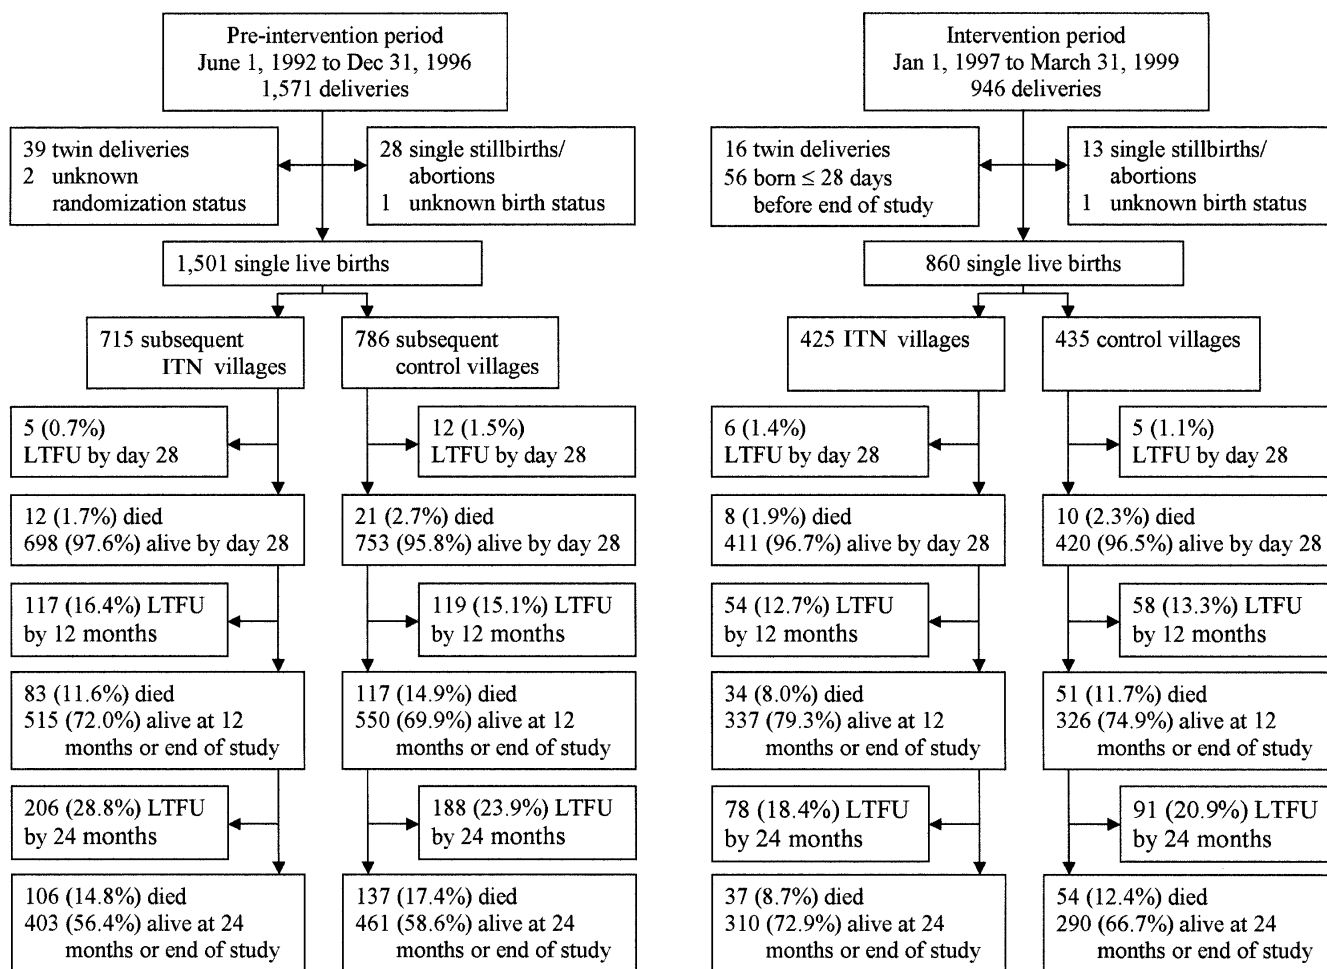 Pre-intervention period
June 1, 1992 to Dec 31, 1996
1,571 deliveries
39 twin deliveries
2 unknown
randomization status
28 single stillbirths/
abortions
1 unknown birth status
1,501 single live births
715 subsequent
ITN villages
786 subsequent
control villages
5 (0.7%)
LTFU by day 28
12 (1.5%)
LTFU by day 28
12 (1.7%) died
698 (97.6%) alive by day 28
21 (2.7%) died
753 (95.8%) alive by day 28
117 (16.4%) LTFU
by 12 months
119 (15.1%) LTFU
by 12 months
83 (11.6%) died
515 (72.0%) alive at 12
months or end of study
117 (14.9%) died
550 (69.9%) alive at 12
months or end of study
206 (28.8%) LTFU
by 24 months
188 (23.9%) LTFU
by 24 months
106 (14.8%) died
403 (56.4%) alive at 24
months or end of study
137 (17.4%) died
461 (58.6%) alive at 24
months or end of study
Intervention period
Jan 1, 1997 to March 31, 1999
946 deliveries
16 twin deliveries
56 born ≤ 28 days
before end of study
13 single stillbirths/
abortions
1 unknown birth status
860 single live births
425 ITN villages
435 control villages
6 (1.4%)
LTFU by day 28
5 (1.1%)
LTFU by day 28
8 (1.9%) died
411 (96.7%) alive by day 28
10 (2.3%) died
420 (96.5%) alive by day 28
54 (12.7%) LTFU
by 12 months
58 (13.3%) LTFU
by 12 months
34 (8.0%) died
337 (79.3%) alive at 12
months or end of study
51 (11.7%) died
326 (74.9%) alive at 12
months or end of study
78 (18.4%) LTFU
by 24 months
91 (20.9%) LTFU
by 24 months
37 (8.7%) died
310 (72.9%) alive at 24
months or end of study
54 (12.4%) died
290 (66.7%) alive at 24
months or end of study